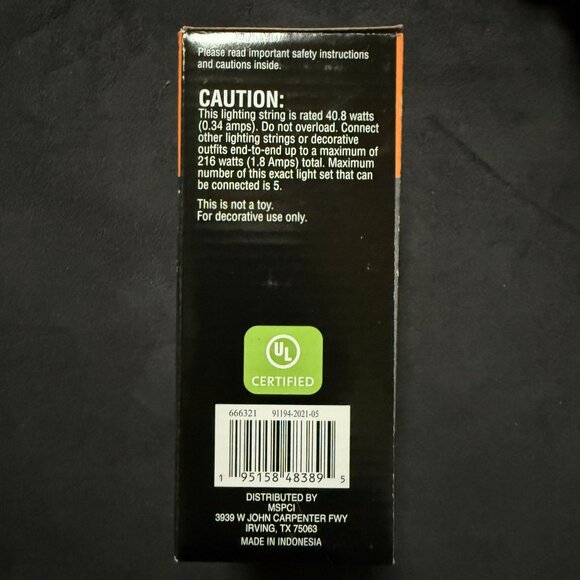 Please read important safety instructions
and cautions inside.
CAUTION:
This lighting string is rated 40.8 watts
(0.34 amps). Do not overload. Connect
other lighting strings or decorative
outfits end-to-end up to a maximum of
216 watts (1.8 Amps) total. Maximum
number of this exact light set that can
be connected is 5.
This is not a toy.
For decorative use only.
UL
CERTIFIED
666321 91194-2021-05
1 95158 48389 5
DISTRIBUTED BY
MSPCI
3939 W JOHN CARPENTER FWY
IRVING, TX 75063
MADE IN INDONESIA